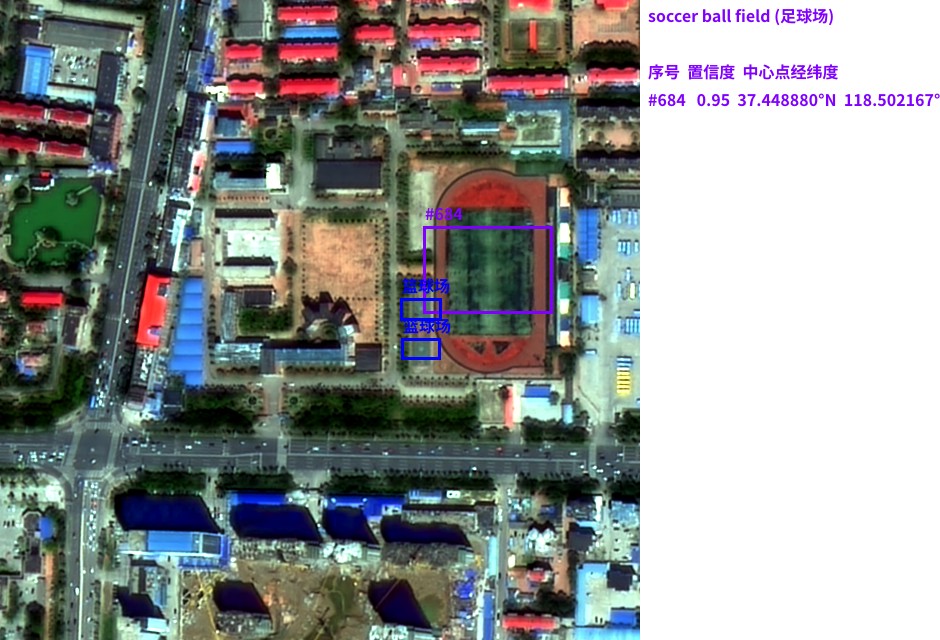 soccer ball field (足球场)
序号 置信度 中心点经纬度
#684 0.95 37.448880°N 118.502167°
#684
篮球场
篮球场